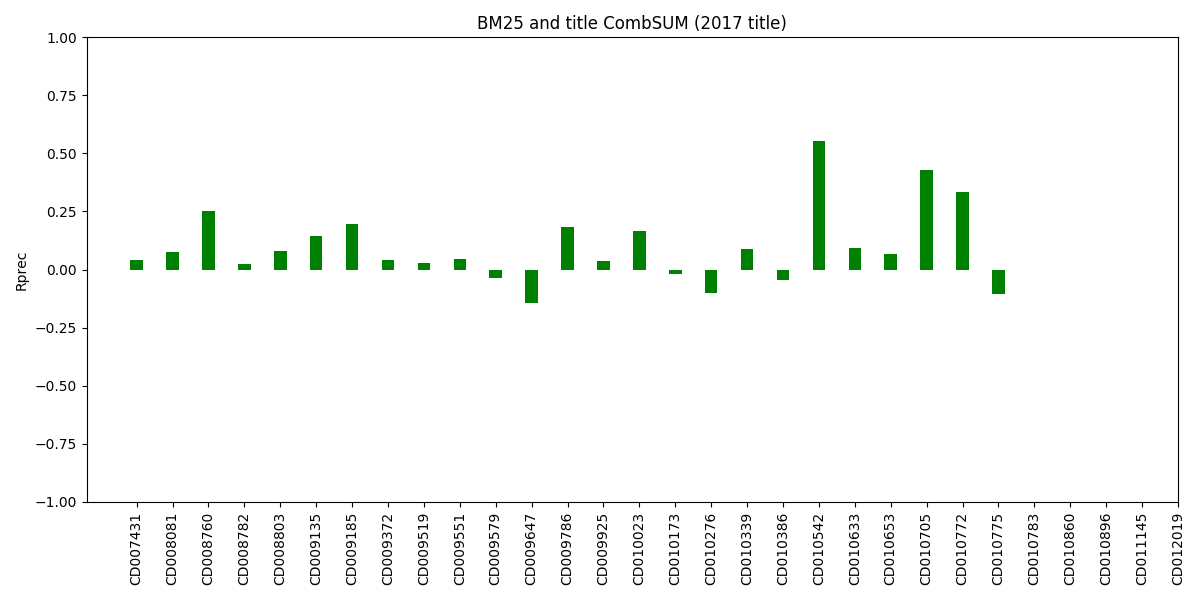 BM25 and title CombSUM (2017 title)
1.00
0.75
0.50
0.25
0.00
−0.25
−0.50
−0.75
−1.00
Rprec
CD007431
CD008081
CD008760
CD008782
CD008803
CD009135
CD009185
CD009372
CD009519
CD009551
CD009579
CD009647
CD009786
CD009925
CD010023
CD010173
CD010276
CD010339
CD010386
CD010542
CD010633
CD010653
CD010705
CD010772
CD010775
CD010783
CD010860
CD010896
CD011145
CD012019